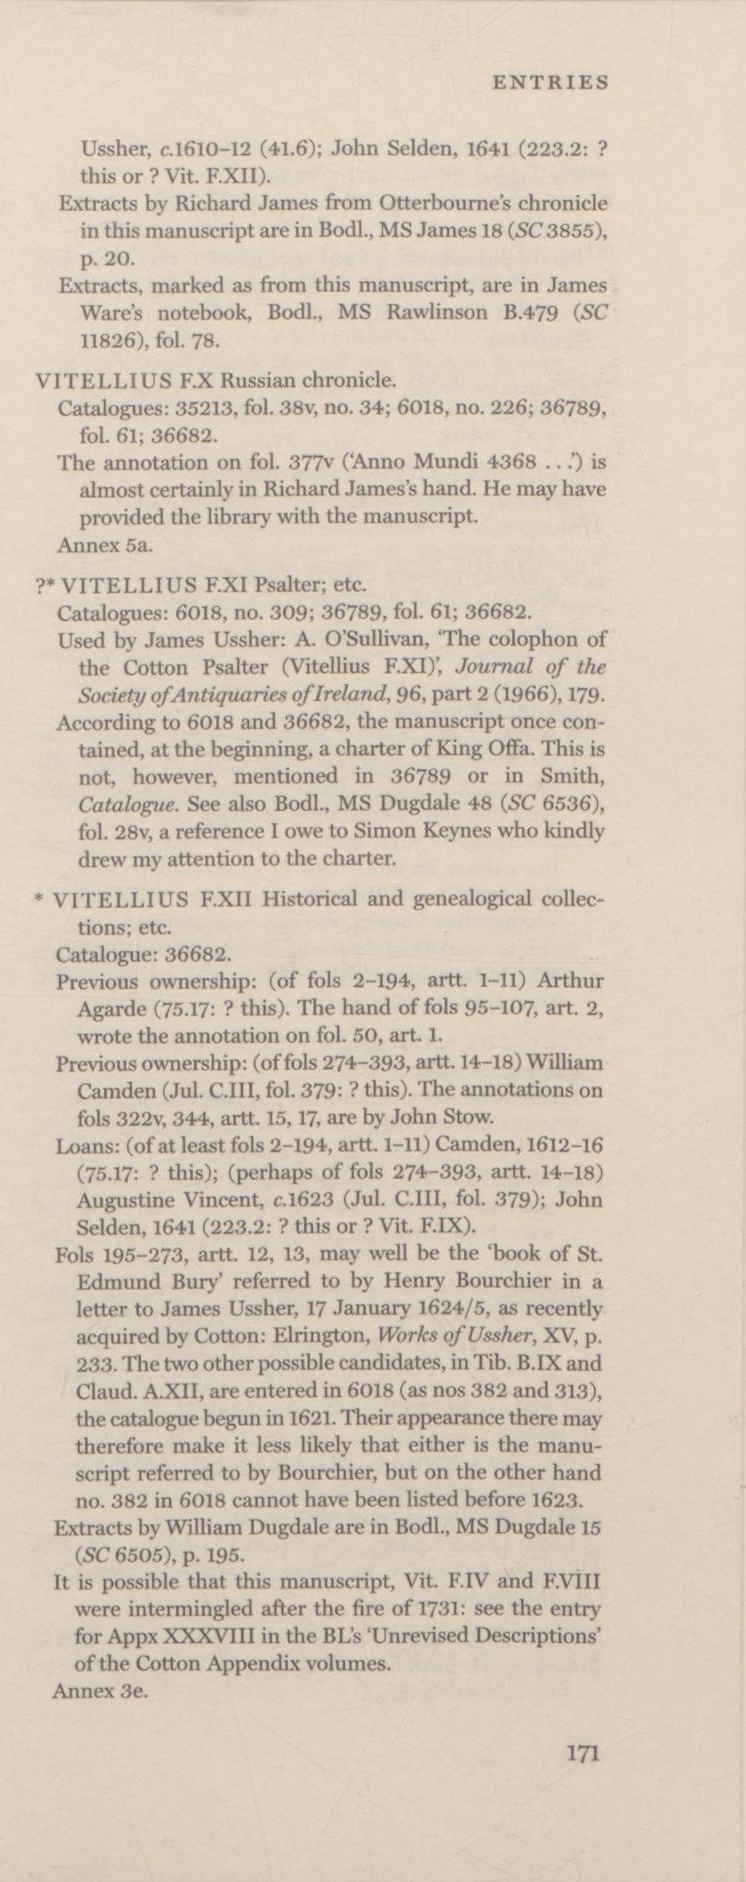 ENTRIES
Ussher, c.1610–12 (41.6); John Selden, 1641 (223.2: ?
this or ? Vit. F.XII).
Extracts by Richard James from Otterbourne's chronicle
in this manuscript are in Bodl., MS James 18 (SC 3855),
p. 20.
Extracts, marked as from this manuscript, are in James
Ware's notebook, Bodl., MS Rawlinson B.479 (SC
11826), fol. 78.
VITELLIUS F.X Russian chronicle.
Catalogues: 35213, fol. 38v, no. 34; 6018, no. 226; 36789,
fol. 61; 36682.
The annotation on fol. 377v ('Anno Mundi 4368 . . .') is
almost certainly in Richard James's hand. He may have
provided the library with the manuscript.
Annex 5a.
?* VITELLIUS F.XI Psalter; etc.
Catalogues: 6018, no. 309; 36789, fol. 61; 36682.
Used by James Ussher: A. O'Sullivan, 'The colophon of
the Cotton Psalter (Vitellius F.XI)', Journal of the
Society of Antiquaries of Ireland, 96, part 2 (1966), 179.
According to 6018 and 36682, the manuscript once con-
tained, at the beginning, a charter of King Offa. This is
not, however, mentioned in 36789 or in Smith,
Catalogue. See also Bodl., MS Dugdale 48 (SC 6536),
fol. 28v, a reference I owe to Simon Keynes who kindly
drew my attention to the charter.
* VITELLIUS F.XII Historical and genealogical collec-
tions; etc.
Catalogue: 36682.
Previous ownership: (of fols 2–194, artt. 1–11) Arthur
Agarde (75.17: ? this). The hand of fols 95–107, art. 2,
wrote the annotation on fol. 50, art. 1.
Previous ownership: (of fols 274–393, artt. 14–18) William
Camden (Jul. C.III, fol. 379: ? this). The annotations on
fols 322v, 344, artt. 15, 17, are by John Stow.
Loans: (of at least fols 2–194, artt. 1–11) Camden, 1612–16
(75.17: ? this); (perhaps of fols 274–393, artt. 14–18)
Augustine Vincent, c.1623 (Jul. C.III, fol. 379); John
Selden, 1641 (223.2: ? this or ? Vit. F.IX).
Fols 195–273, artt. 12, 13, may well be the 'book of St.
Edmund Bury' referred to by Henry Bourchier in a
letter to James Ussher, 17 January 1624/5, as recently
acquired by Cotton: Elrington, Works of Ussher, XV, p.
233. The two other possible candidates, in Tib. B.IX and
Claud. A.XII, are entered in 6018 (as nos 382 and 313),
the catalogue begun in 1621. Their appearance there may
therefore make it less likely that either is the manu-
script referred to by Bourchier, but on the other hand
no. 382 in 6018 cannot have been listed before 1623.
Extracts by William Dugdale are in Bodl., MS Dugdale 15
(SC 6505), p. 195.
It is possible that this manuscript, Vit. F.IV and F.VIII
were intermingled after the fire of 1731: see the entry
for Appx XXXVIII in the BL's 'Unrevised Descriptions'
of the Cotton Appendix volumes.
Annex 3e.
171